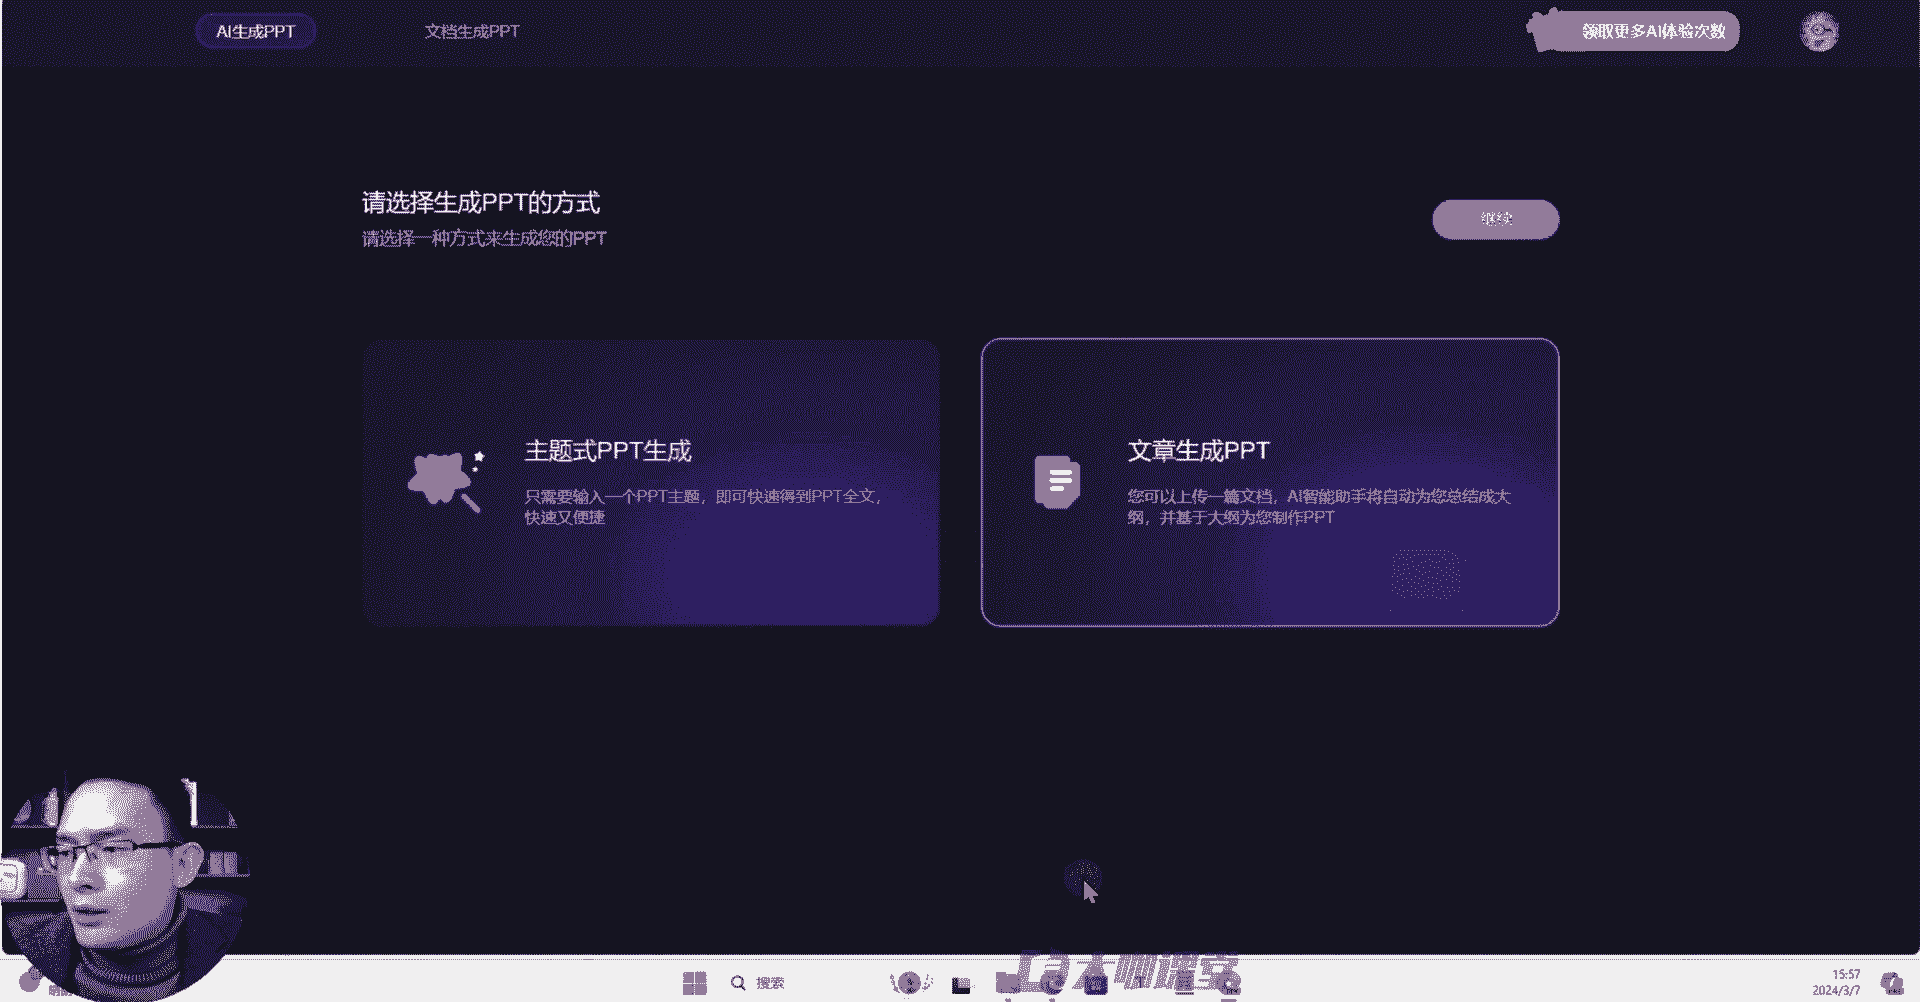 AI生成PPT
文档生成PPT
领取更多AI体验次数
请选择生成PPT的方式
请选择一种方式来生成您的PPT
继续
主题式PPT生成
只需要输入一个PPT主题，即可快速得到PPT全文，
快速又便捷
文章生成PPT
您可以上传一篇文档，AI智能助手将自动为您总结成大
纲，并基于大纲为您制作PPT
搜索
大咖课堂
15:57
2024/3/7